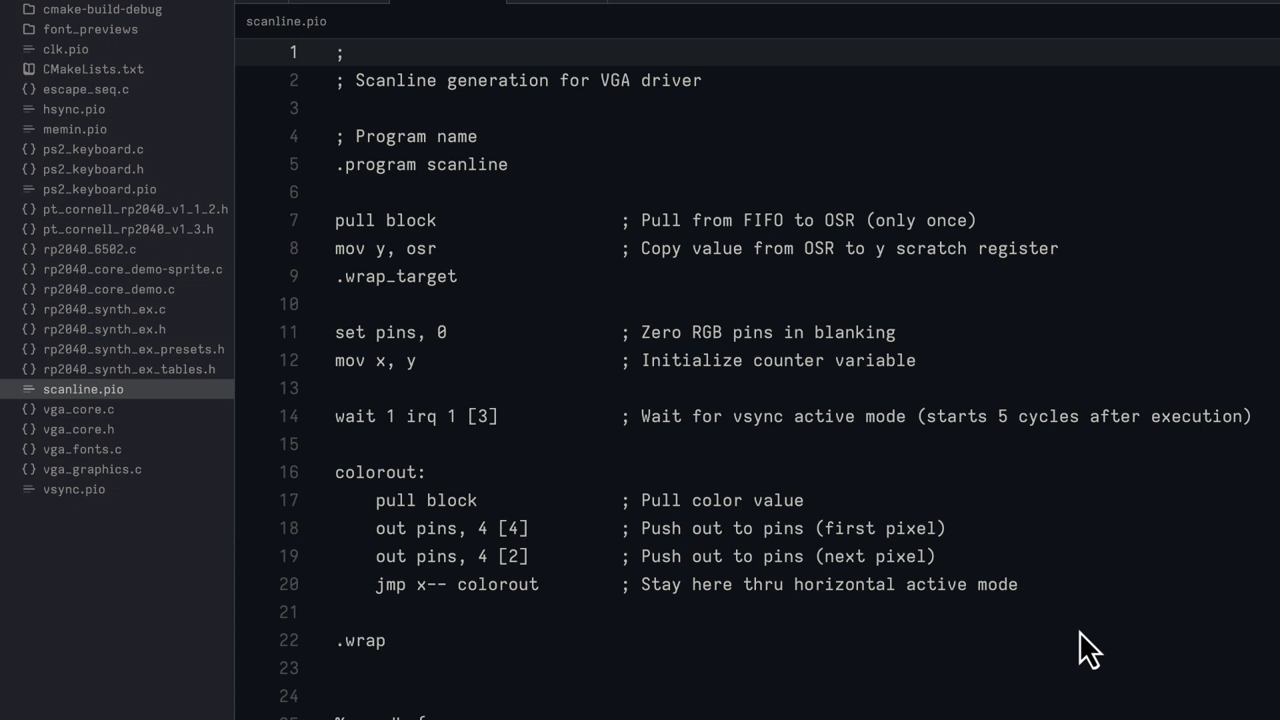 cmake-build-debug
font_previews
clk.pio
CMakeLists.txt
escape_seq.c
hsync.pio
memin.pio
ps2_keyboard.c
ps2_keyboard.h
ps2_keyboard.pio
pt_cornell_rp2040_v1_1_2.h
pt_cornell_rp2040_v1_3.h
rp2040_6502.c
rp2040_core_demo-sprite.c
rp2040_core_demo.c
rp2040_synth_ex.c
rp2040_synth_ex.h
rp2040_synth_ex_presets.h
rp2040_synth_ex_tables.h
scanline.pio
vga_core.c
vga_core.h
vga_fonts.c
vga_graphics.c
vsync.pio
scanline.pio
1 ;
2 ; Scanline generation for VGA driver
3
4 ; Program name
5 .program scanline
6
7 pull block ; Pull from FIFO to OSR (only once)
8 mov y, osr ; Copy value from OSR to y scratch register
9 .wrap_target
10
11 set pins, 0 ; Zero RGB pins in blanking
12 mov x, y ; Initialize counter variable
13
14 wait 1 irq 1 [3] ; Wait for vsync active mode (starts 5 cycles after execution)
15
16 colorout:
17 pull block ; Pull color value
18 out pins, 4 [4] ; Push out to pins (first pixel)
19 out pins, 4 [2] ; Push out to pins (next pixel)
20 jmp x-- colorout ; Stay here thru horizontal active mode
21
22 .wrap
23
24